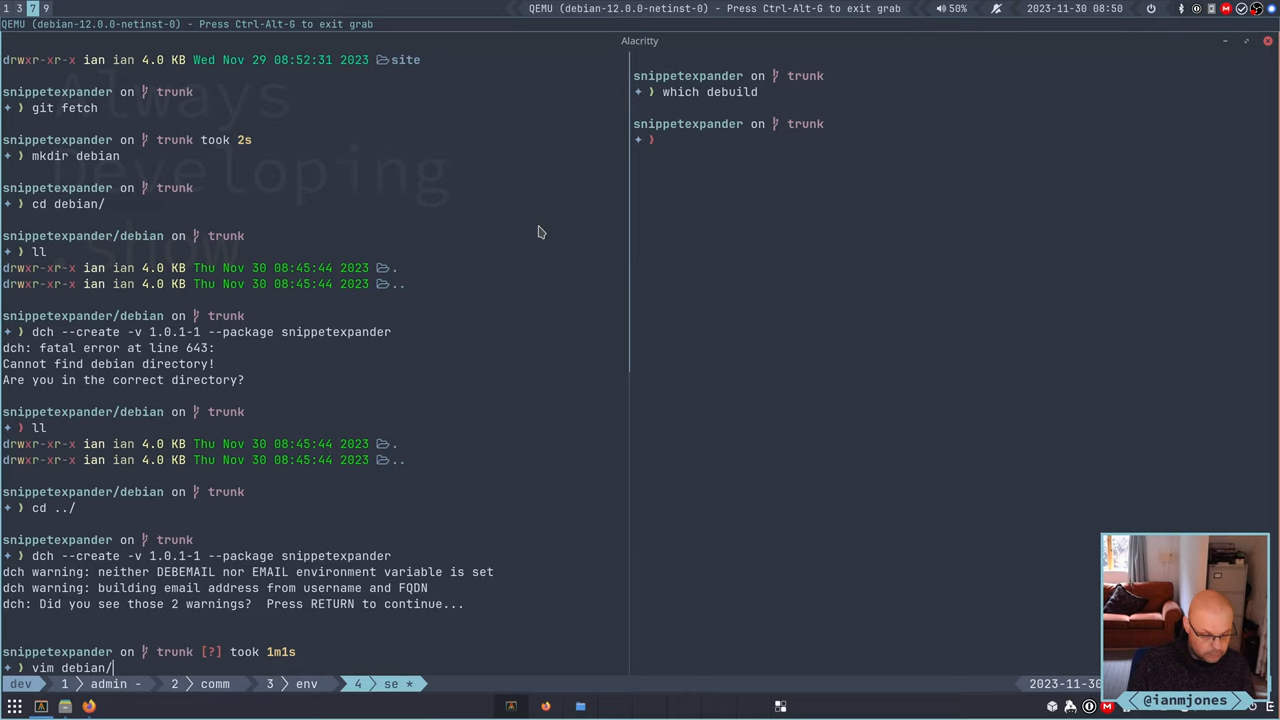 1 3 7 9
QEMU (debian-12.0.0-netinst-0) - Press Ctrl-Alt-G to exit grab
50%
2023-11-30 08:50
QEMU (debian-12.0.0-netinst-0) - Press Ctrl-Alt-G to exit grab
Alacritty
drwxr-xr-x ian ian 4.0 KB Wed Nov 29 08:52:31 2023 site
snippetexpander on trunk
❯ git fetch
snippetexpander on trunk took 2s
❯ mkdir debian
snippetexpander on trunk
❯ cd debian/
snippetexpander/debian on trunk
❯ ll
drwxr-xr-x ian ian 4.0 KB Thu Nov 30 08:45:44 2023 .
drwxr-xr-x ian ian 4.0 KB Thu Nov 30 08:45:44 2023 ..
snippetexpander/debian on trunk
❯ dch --create -v 1.0.1-1 --package snippetexpander
dch: fatal error at line 643:
Cannot find debian directory!
Are you in the correct directory?
snippetexpander/debian on trunk
❯ ll
drwxr-xr-x ian ian 4.0 KB Thu Nov 30 08:45:44 2023 .
drwxr-xr-x ian ian 4.0 KB Thu Nov 30 08:45:44 2023 ..
snippetexpander/debian on trunk
❯ cd ../
snippetexpander on trunk
❯ dch --create -v 1.0.1-1 --package snippetexpander
dch warning: neither DEBEMAIL nor EMAIL environment variable is set
dch warning: building email address from username and FQDN
dch: Did you see those 2 warnings?  Press RETURN to continue...
snippetexpander on trunk [?] took 1m1s
❯ vim debian/
snippetexpander on trunk
❯ which debuild
snippetexpander on trunk
❯
Always
Developing
.show
dev 1 admin - 2 comm 3 env 4 se *
2023-11-30
@ianmjones